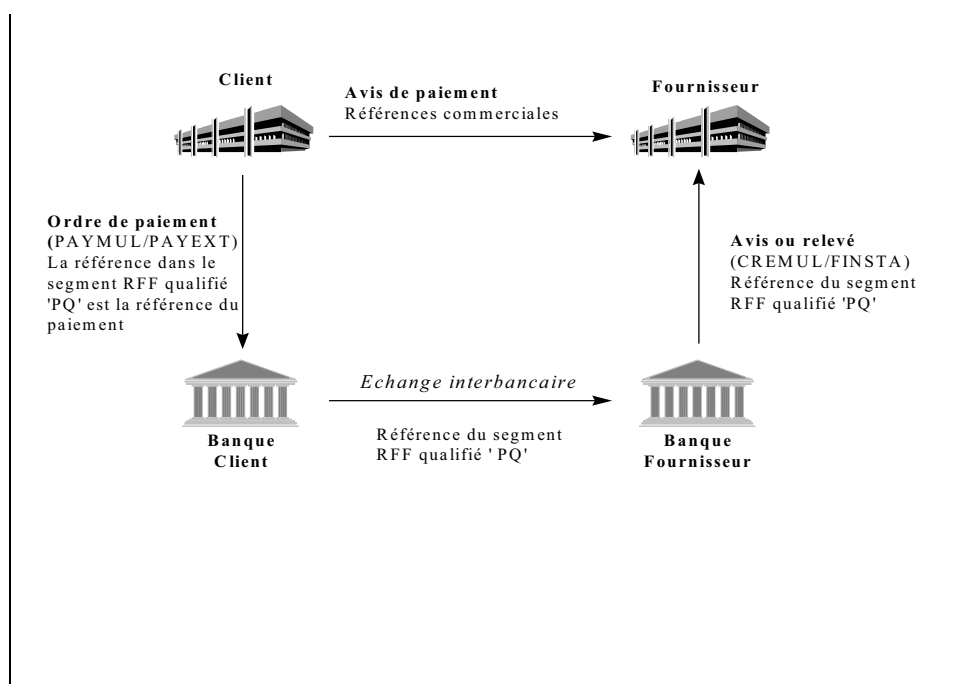 Client
Avis de paiement
Références commerciales
Fournisseur
Ordre de paiement
(PAYMUL/PAYEXT)
La référence dans le
segment RFF qualifié
'PQ' est la référence du
paiement
Avis ou relevé
(CREMUL/FINSTA)
Référence du segment
RFF qualifié 'PQ'
Echange interbancaire
Référence du segment
RFF qualifié ' PQ'
Banque
Client
Banque
Fournisseur